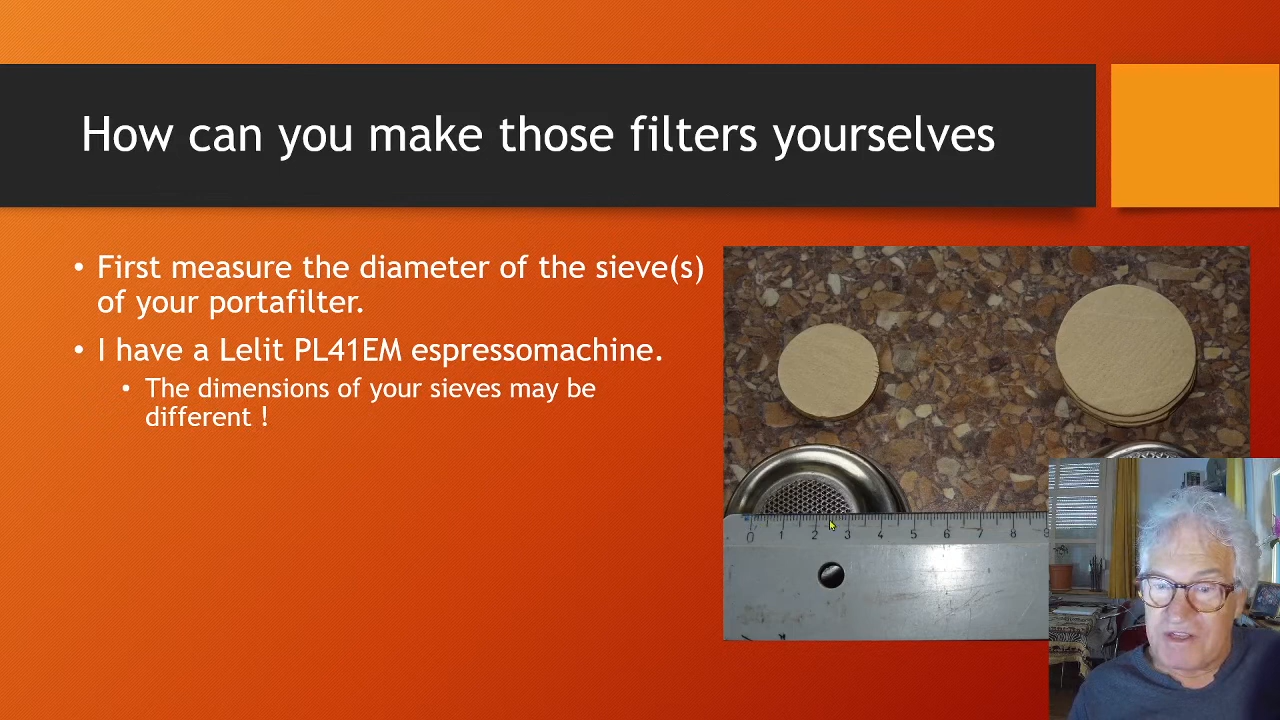 How can you make those filters yourselves
• First measure the diameter of the sieve(s)
of your portafilter.
• I have a Lelit PL41EM espressomachine.
• The dimensions of your sieves may be
different !
0 1 2 3 4 5 6 7 8 9